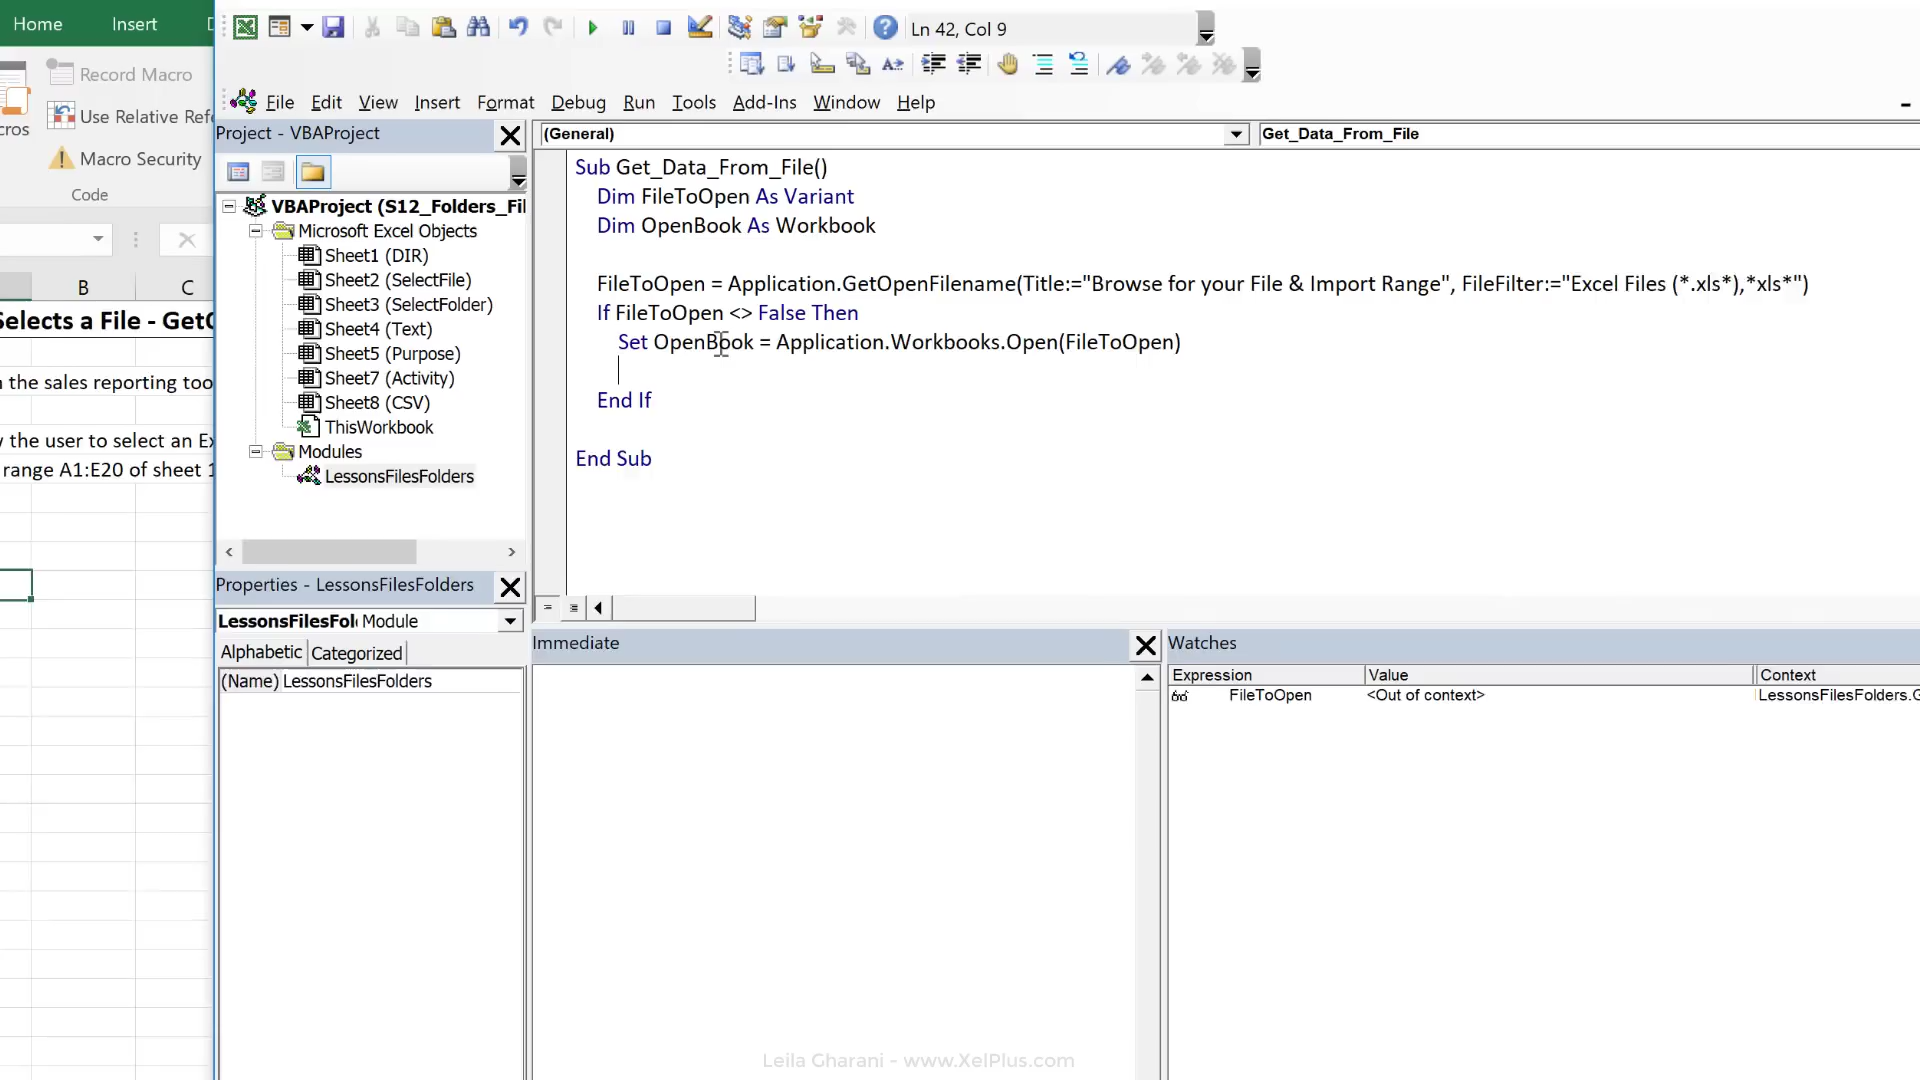 Home
Insert
Record Macro
Use Relative Refe
Macro Security
Code
B
C
Selects a File - GetO
n the sales reporting too
the user to select an Ex
range A1:E20 of sheet 1
Ln 42, Col 9
File
Edit
View
Insert
Format
Debug
Run
Tools
Add-Ins
Window
Help
Project - VBAProject
VBAProject (S12_Folders_Fil
Microsoft Excel Objects
Sheet1 (DIR)
Sheet2 (SelectFile)
Sheet3 (SelectFolder)
Sheet4 (Text)
Sheet5 (Purpose)
Sheet7 (Activity)
Sheet8 (CSV)
ThisWorkbook
Modules
LessonsFilesFolders
Properties - LessonsFilesFolders
LessonsFilesFol Module
Alphabetic
Categorized
(Name) LessonsFilesFolders
(General)
Get_Data_From_File
Sub Get_Data_From_File()
Dim FileToOpen As Variant
Dim OpenBook As Workbook
FileToOpen = Application.GetOpenFilename(Title:="Browse for your File & Import Range", FileFilter:="Excel Files (*.xls*),*xls*")
If FileToOpen <> False Then
Set OpenBook = Application.Workbooks.Open(FileToOpen)
End If
End Sub
Immediate
Watches
Expression
Value
Context
FileToOpen
<Out of context>
LessonsFilesFolders.G
Leila Gharani - www.XelPlus.com